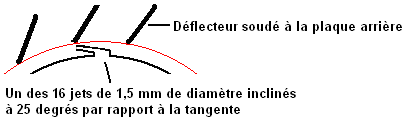 Déflecteur soudé à la plaque arrière
Un des 16 jets de 1,5 mm de diamètre inclinés
à 25 degrés par rapport à la tangente